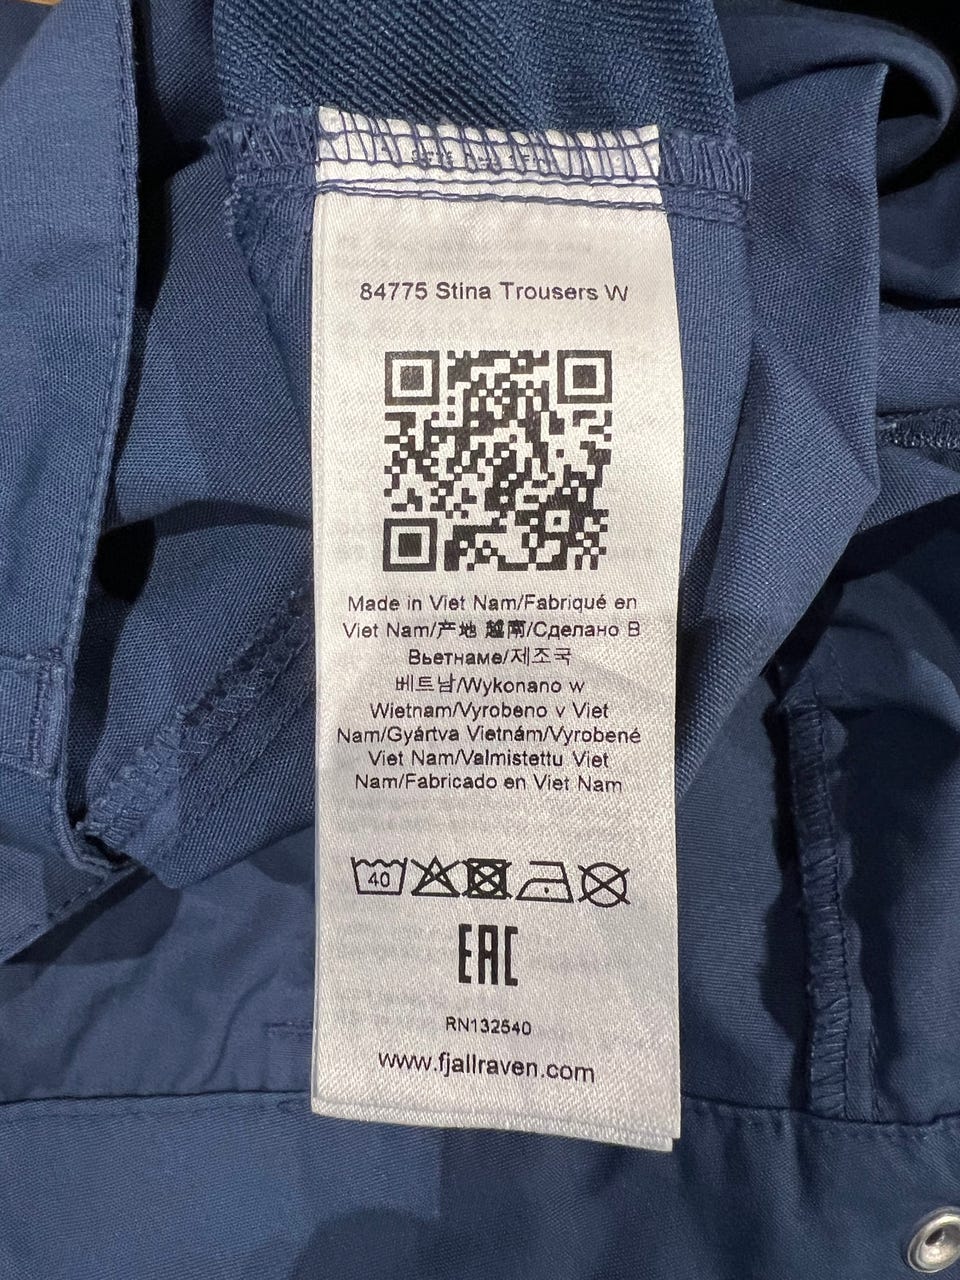 84775 Stina Trousers W
Made in Viet Nam/Fabriqué en
Viet Nam/产地 越南/Сделано В
Вьетнаме/제조국
베트남/Wykonano w
Wietnam/Vyrobeno v Viet
Nam/Gyártva Vietnám/Vyrobené
Viet Nam/Valmistettu Viet
Nam/Fabricado en Viet Nam
40
EAC
RN132540
www.fjallraven.com